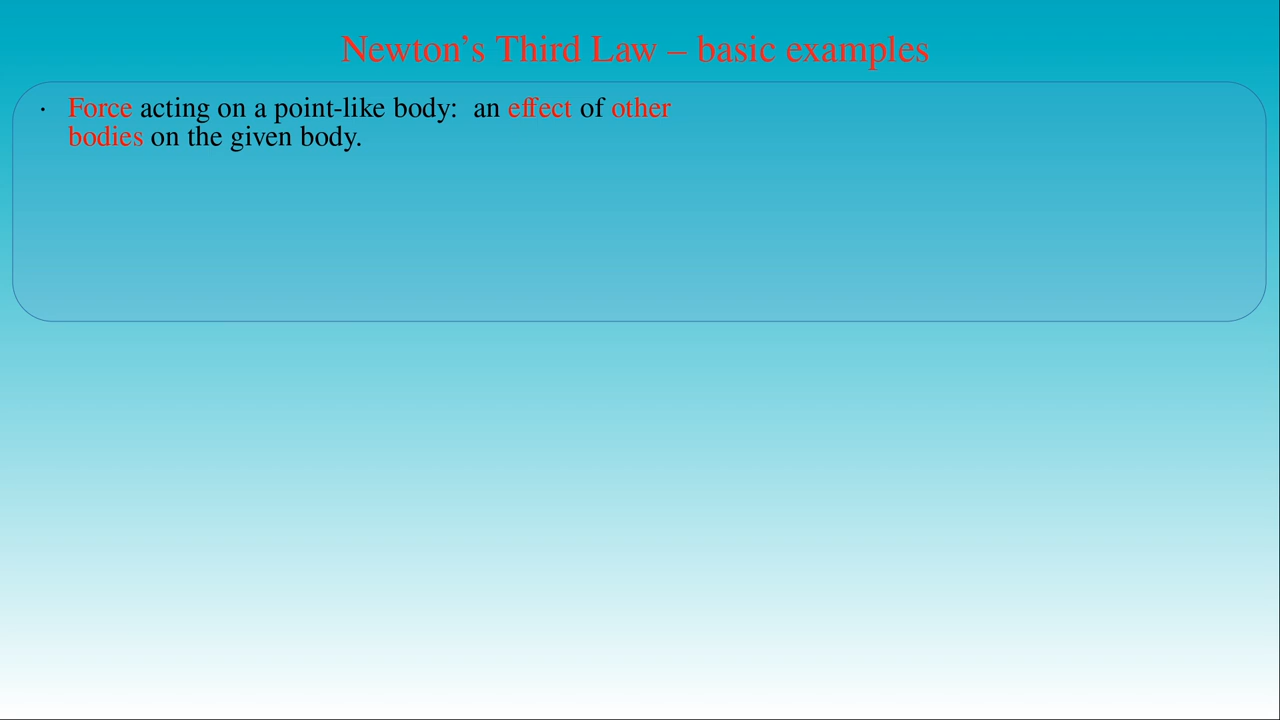 Newton’s Third Law – basic examples
· Force acting on a point-like body:  an effect of other
bodies on the given body.